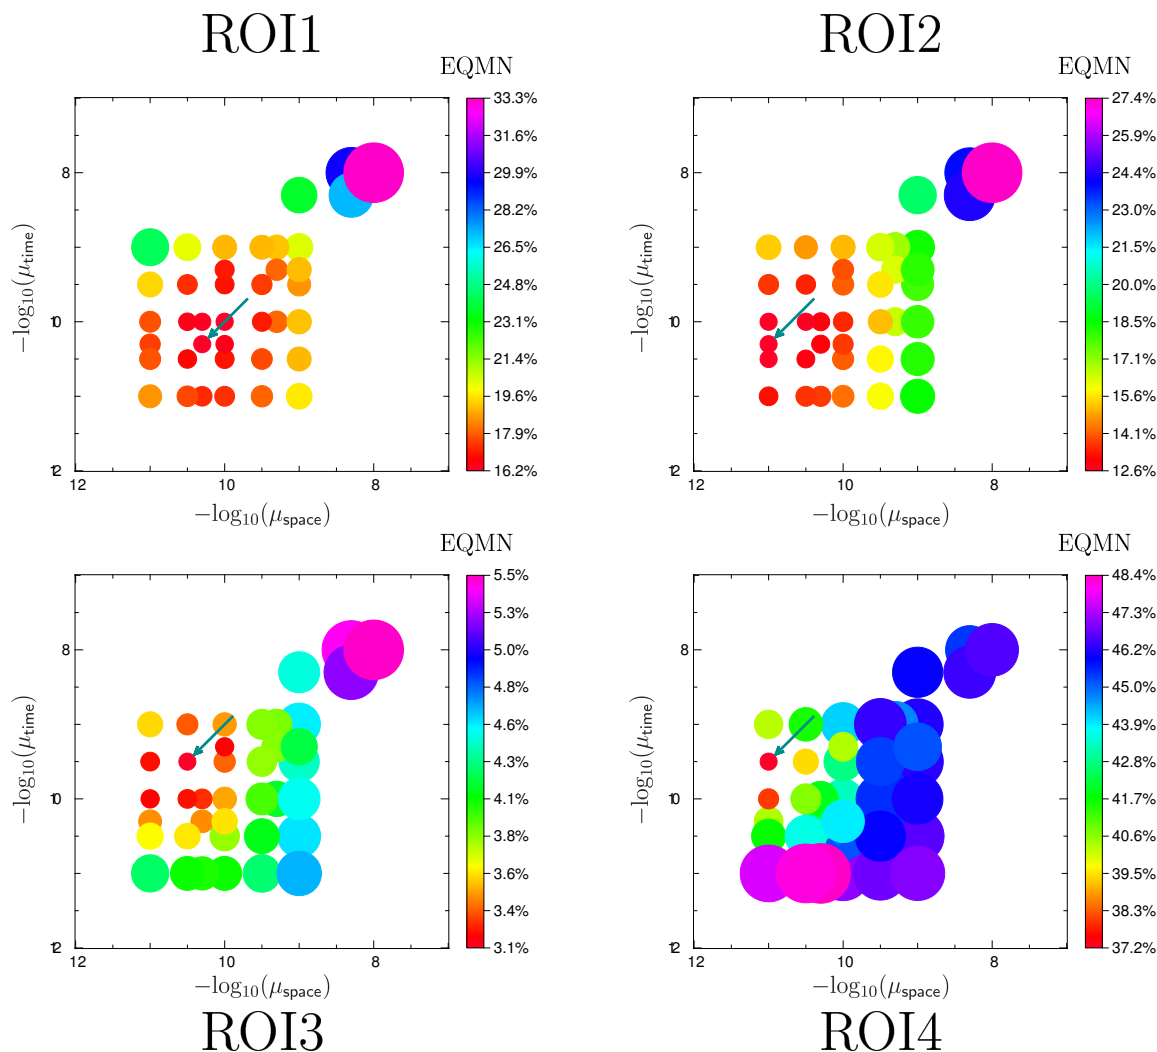 ROI1
EQMN
33.3%
31.6%
29.9%
28.2%
26.5%
24.8%
23.1%
21.4%
19.6%
17.9%
16.2%
−log₁₀(μtime)
8
10
12
12 10 8
−log₁₀(μspace)
ROI2
EQMN
27.4%
25.9%
24.4%
23.0%
21.5%
20.0%
18.5%
17.1%
15.6%
14.1%
12.6%
−log₁₀(μtime)
8
10
12
12 10 8
−log₁₀(μspace)
EQMN
5.5%
5.3%
5.0%
4.8%
4.6%
4.3%
4.1%
3.8%
3.6%
3.4%
3.1%
−log₁₀(μtime)
8
10
12
12 10 8
−log₁₀(μspace)
ROI3
EQMN
48.4%
47.3%
46.2%
45.0%
43.9%
42.8%
41.7%
40.6%
39.5%
38.3%
37.2%
−log₁₀(μtime)
8
10
12
12 10 8
−log₁₀(μspace)
ROI4